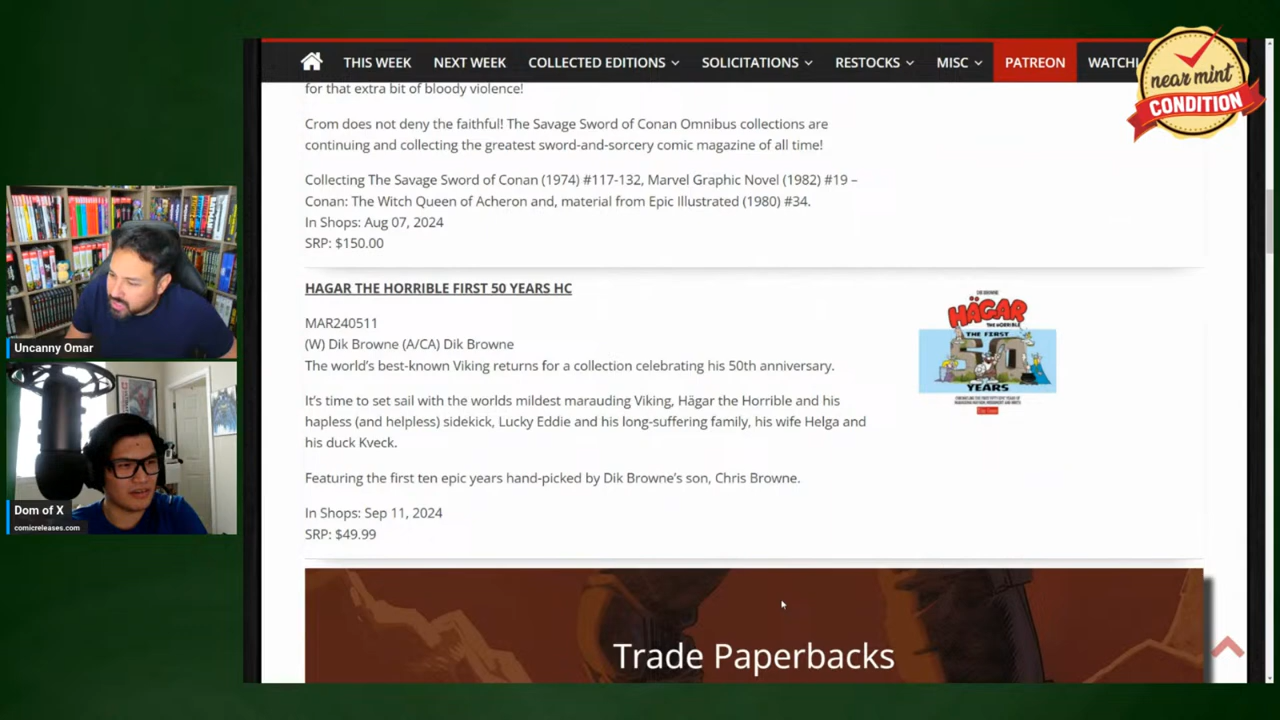 THIS WEEK NEXT WEEK COLLECTED EDITIONS SOLICITATIONS RESTOCKS MISC PATREON WATCHL
near mint
CONDITION
for that extra bit of bloody violence!
Crom does not deny the faithful! The Savage Sword of Conan Omnibus collections are
continuing and collecting the greatest sword-and-sorcery comic magazine of all time!
Collecting The Savage Sword of Conan (1974) #117-132, Marvel Graphic Novel (1982) #19 –
Conan: The Witch Queen of Acheron and, material from Epic Illustrated (1980) #34.
In Shops: Aug 07, 2024
SRP: $150.00
HAGAR THE HORRIBLE FIRST 50 YEARS HC
MAR240511
(W) Dik Browne (A/CA) Dik Browne
The world's best-known Viking returns for a collection celebrating his 50th anniversary.
It's time to set sail with the worlds mildest marauding Viking, Hägar the Horrible and his
hapless (and helpless) sidekick, Lucky Eddie and his long-suffering family, his wife Helga and
his duck Kveck.
Featuring the first ten epic years hand-picked by Dik Browne's son, Chris Browne.
In Shops: Sep 11, 2024
SRP: $49.99
DIK BROWNE
HÄGAR
THE HORRIBLE
THE FIRST
50
YEARS
Trade Paperbacks
Uncanny Omar
Dom of X
comicreleases.com